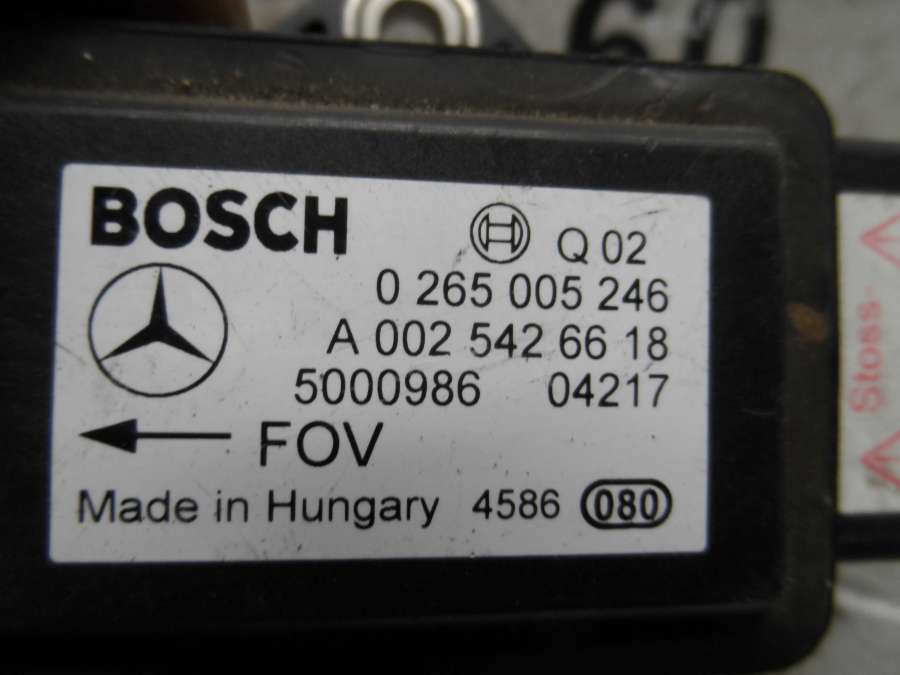 60
BOSCH
Q 02
0 265 005 246
A 002 542 66 18
5000986 04217
FOV
Made in Hungary 4586 080
Stoss-